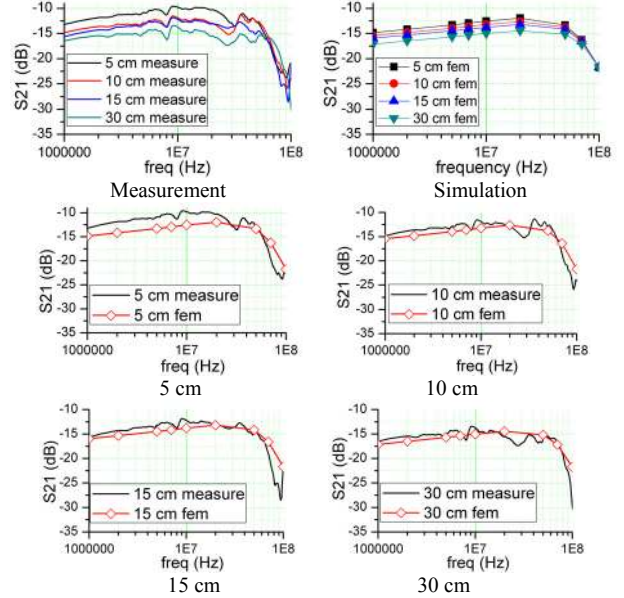 -10
-15
-20
-25
-30
-35
S21 (dB)
5 cm measure
10 cm measure
15 cm measure
30 cm measure
1000000 1E7 1E8
freq (Hz)
Measurement
-10
-15
-20
-25
-30
-35
S21 (dB)
5 cm fem
10 cm fem
15 cm fem
30 cm fem
1000000 1E7 1E8
frequency (Hz)
Simulation
-10
-15
-20
-25
-30
-35
S21 (dB)
5 cm measure
5 cm fem
1000000 1E7 1E8
freq (Hz)
5 cm
-10
-15
-20
-25
-30
-35
S21 (dB)
10 cm measure
10 cm fem
1000000 1E7 1E8
freq (Hz)
10 cm
-10
-15
-20
-25
-30
-35
S21 (dB)
15 cm measure
15 cm fem
1000000 1E7 1E8
freq (Hz)
15 cm
-10
-15
-20
-25
-30
-35
S21 (dB)
30 cm measure
30 cm fem
1000000 1E7 1E8
freq (Hz)
30 cm